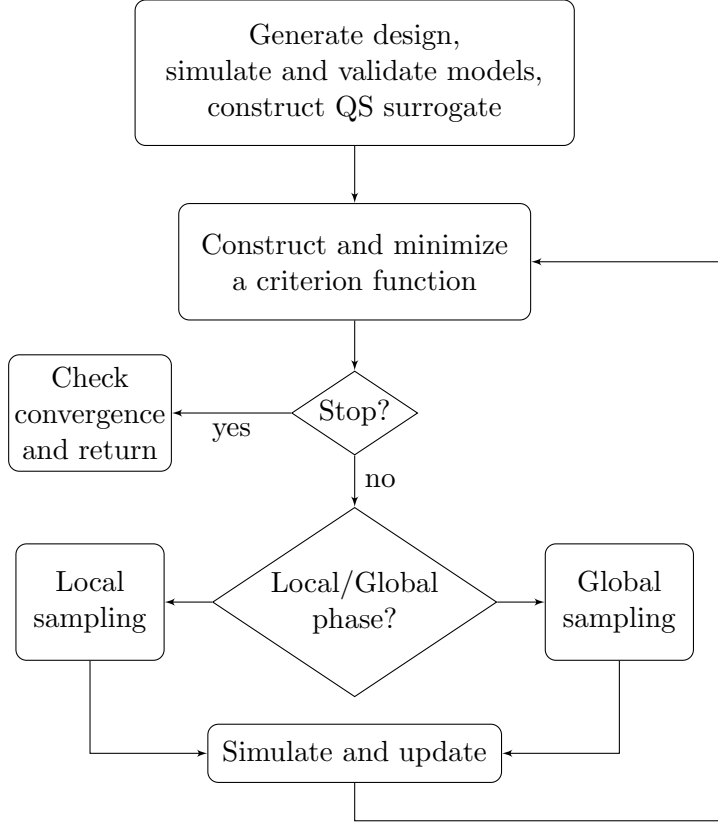 Generate design,
simulate and validate models,
construct QS surrogate
Construct and minimize
a criterion function
Check
convergence
and return
yes
Stop?
no
Local
sampling
Local/Global
phase?
Global
sampling
Simulate and update